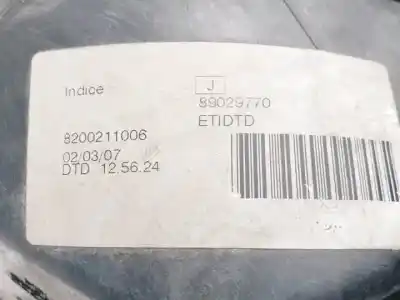 Indice J
89029770
ETIDTD
8200211006
02/03/07
DTD 12.56.24